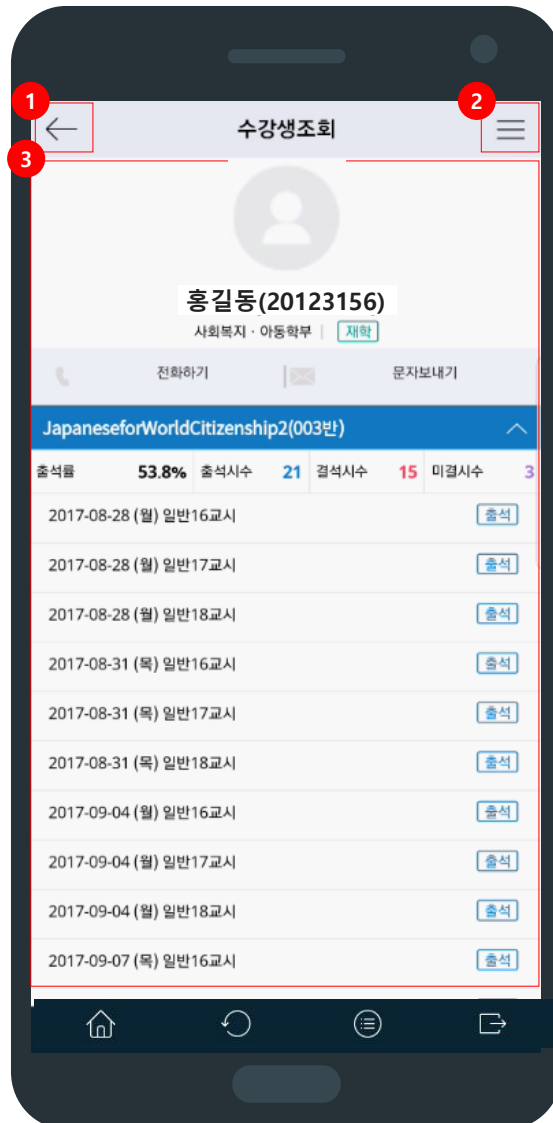 1
2
수강생조회
3
홍길동(20123156)
사회복지 · 아동학부 | 재학
전화하기 문자보내기
JapaneseforWorldCitizenship2(003반)
출석률 53.8% 출석시수 21 결석시수 15 미결시수 3
2017-08-28 (월) 일반16교시 출석
2017-08-28 (월) 일반17교시 출석
2017-08-28 (월) 일반18교시 출석
2017-08-31 (목) 일반16교시 출석
2017-08-31 (목) 일반17교시 출석
2017-08-31 (목) 일반18교시 출석
2017-09-04 (월) 일반16교시 출석
2017-09-04 (월) 일반17교시 출석
2017-09-04 (월) 일반18교시 출석
2017-09-07 (목) 일반16교시 출석